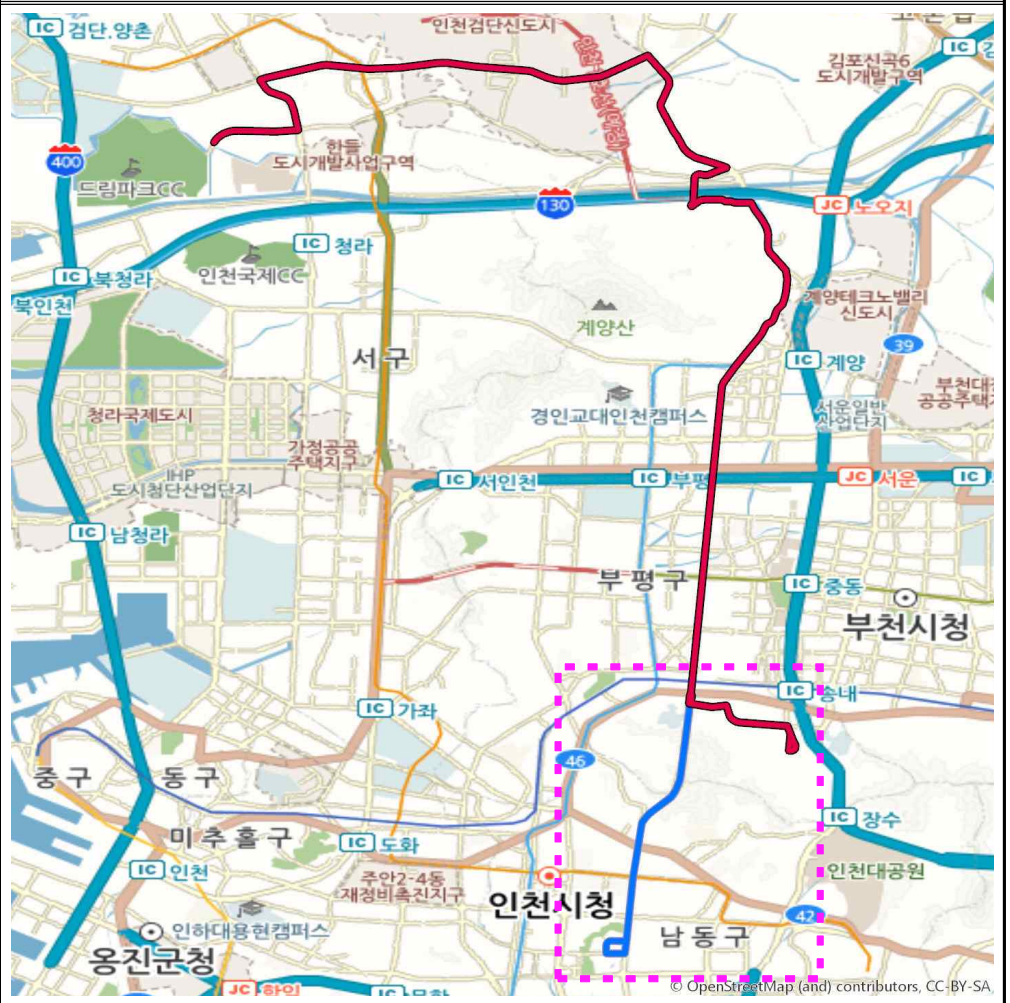 IC 검단.양촌
인천검단신도시
IC
김포신곡6
도시개발구역
한들
도시개발사업구역
400
드림파크CC
130
JC 노오지
IC 청라
인천국제CC
IC 북청라
북인천
계양테크노밸리
신도시
계양산
39
서구
IC 계양
경인교대인천캠퍼스
서운일반
산업단지
청라국제도시
가정공공
주택지구
IHP
도시첨단산업단지
IC 서인천
IC 부평
JC 서운
IC
IC 남청라
부평구
IC 중동
부천시청
IC 송내
IC 가좌
46
중구
동구
미추홀구
IC 도화
IC 장수
IC 인천
주안2-4동
재정비촉진지구
인천시청
인천대공원
42
인하대용현캠퍼스
남동구
옹진군청
© OpenStreetMap (and) contributors, CC-BY-SA,